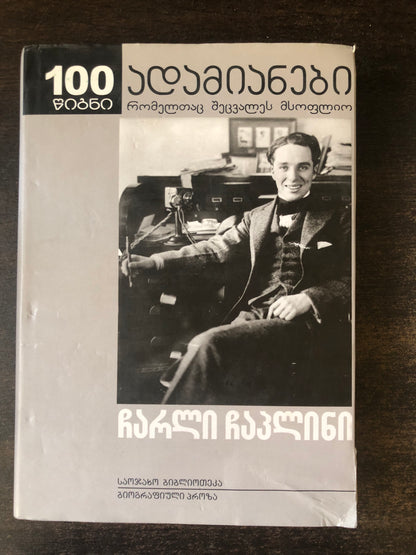 100
წიგნი
ადამიანები
რომელთაც შეცვალეს მსოფლიო
ჩარლი ჩაპლინი
საოჯახო ბიბლიოთეკა
ბიოგრაფიული პროზა